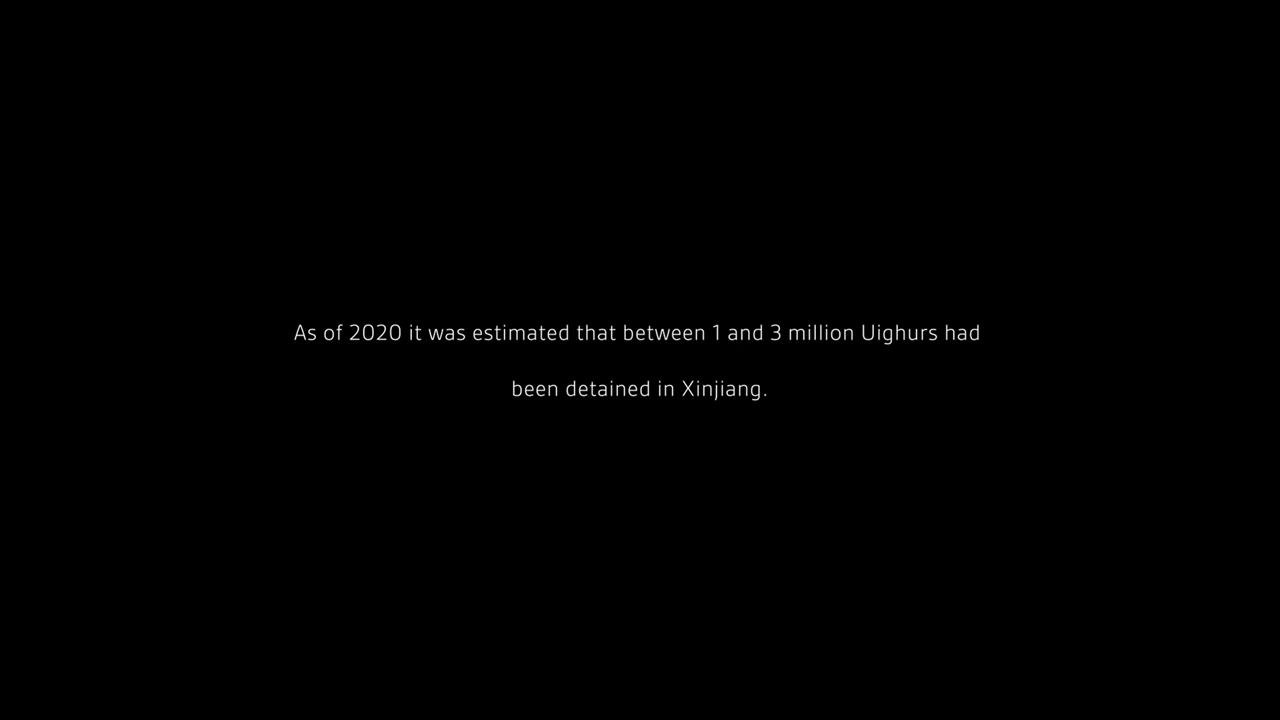 As of 2020 it was estimated that between 1 and 3 million Uighurs had
been detained in Xinjiang.